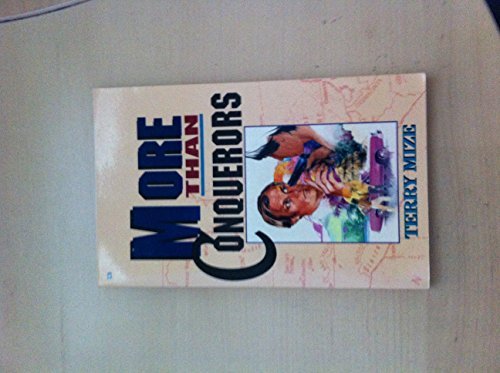 MORE
THAN
CONQUERORS
TERRY MIZE